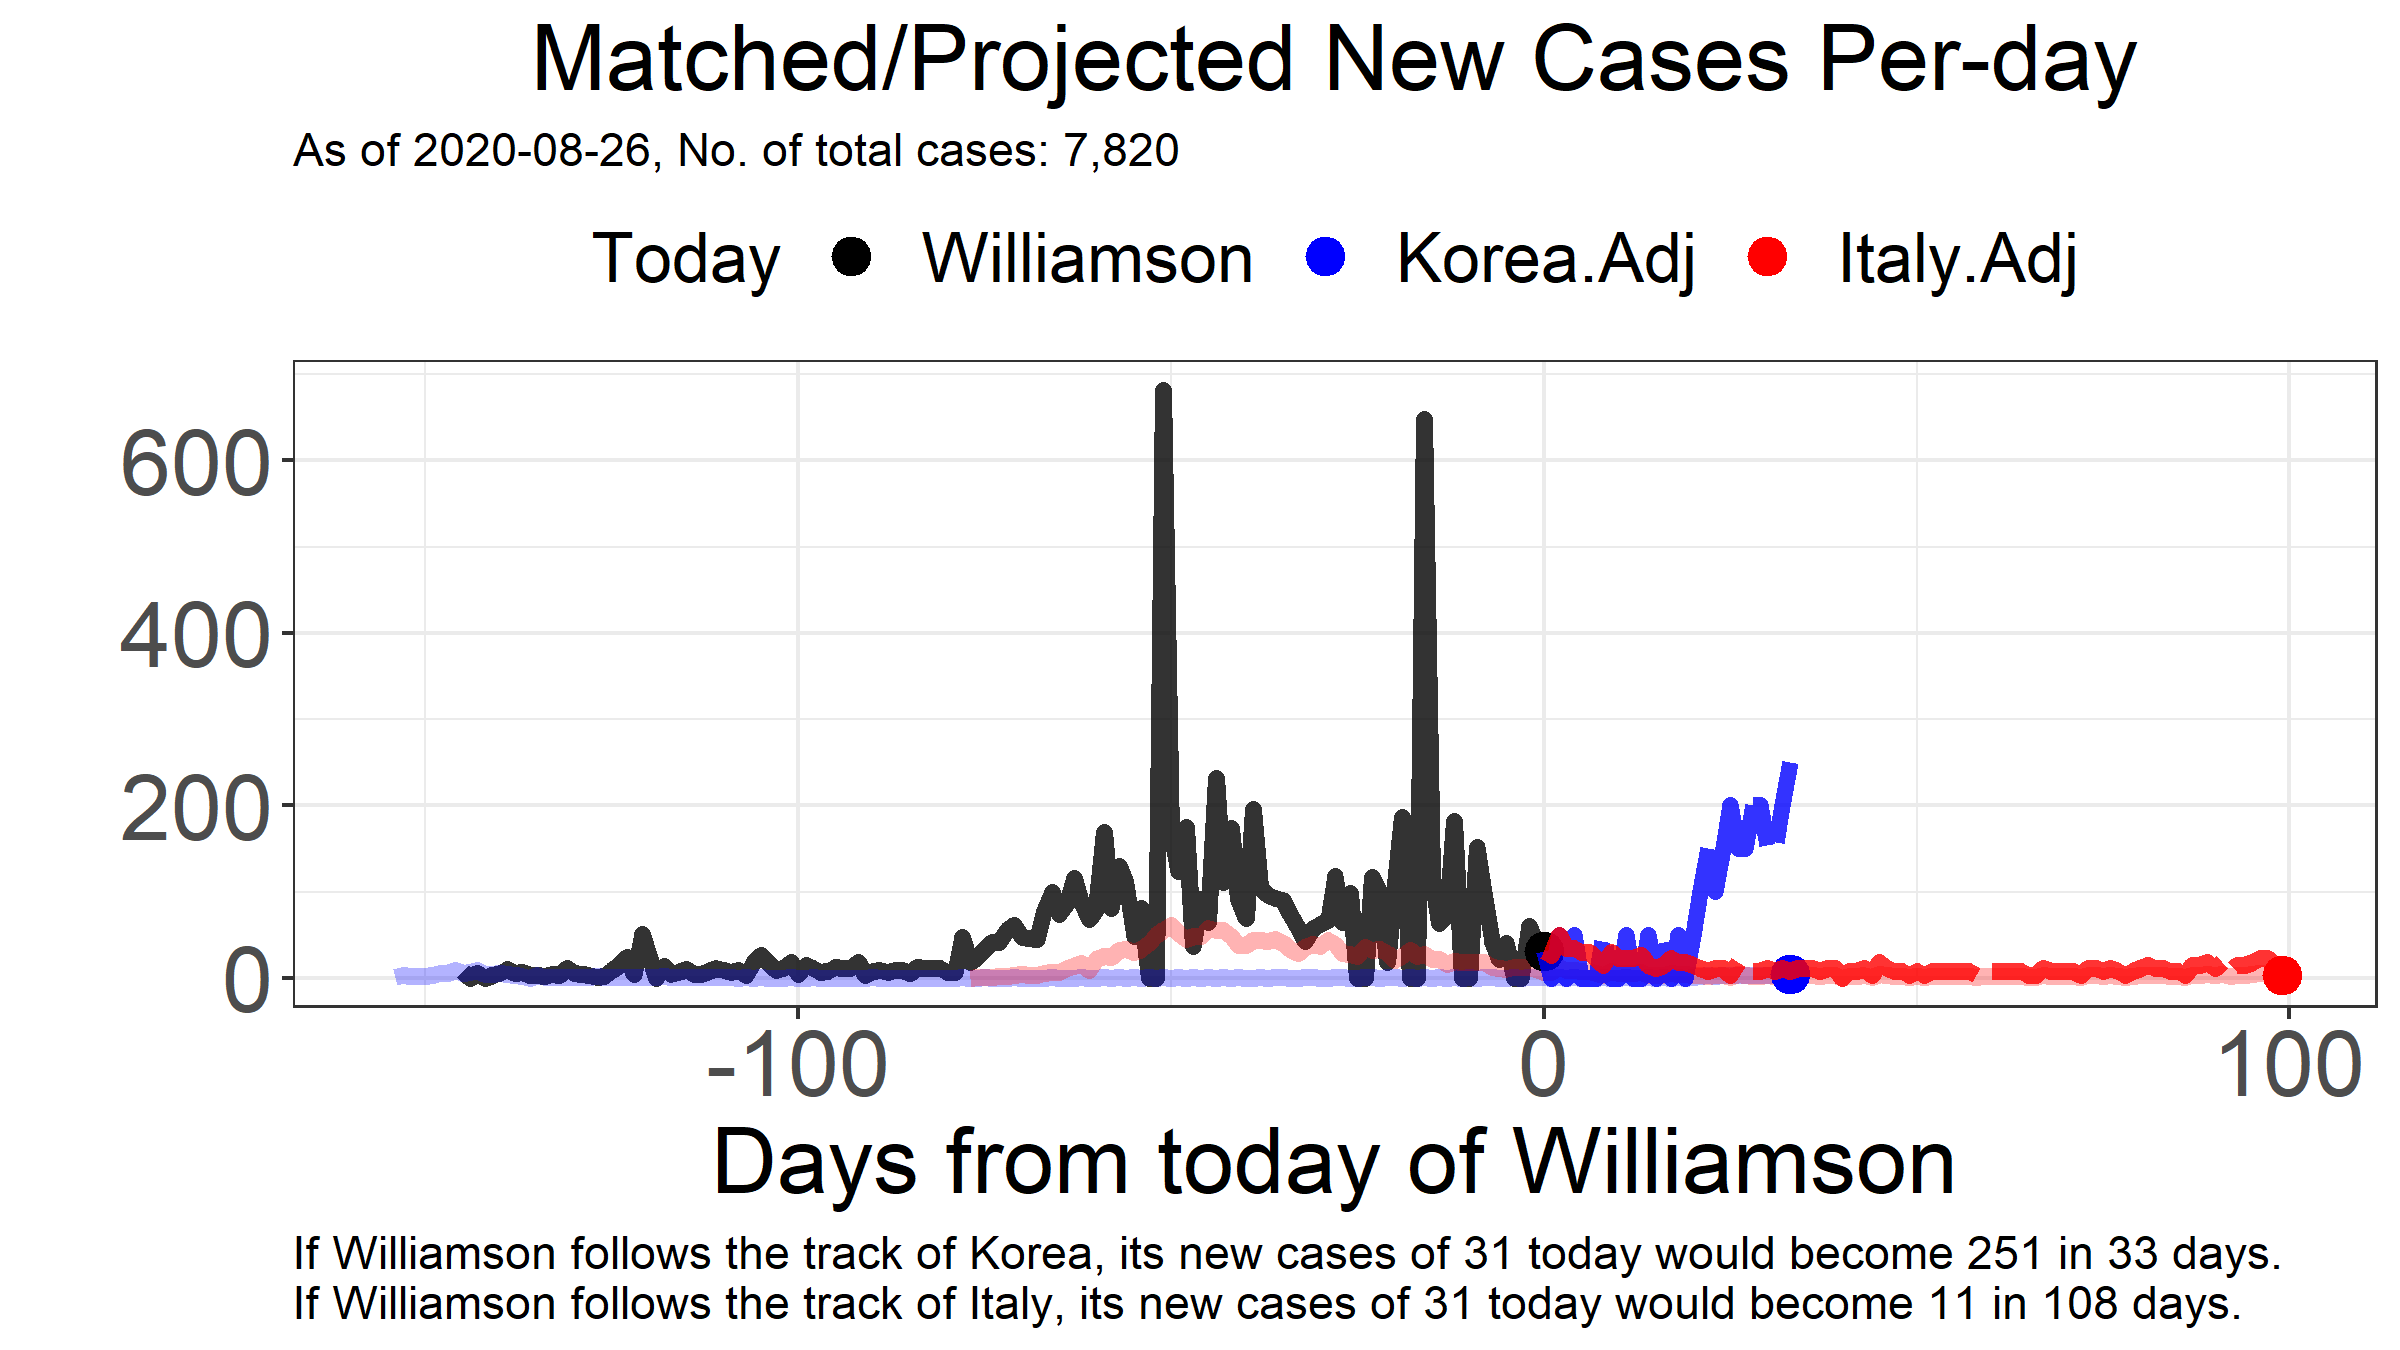 Matched/Projected New Cases Per-day
As of 2020-08-26, No. of total cases: 7,820
Today Williamson Korea.Adj Italy.Adj
600
400
200
0
-100 0 100
Days from today of Williamson
If Williamson follows the track of Korea, its new cases of 31 today would become 251 in 33 days.
If Williamson follows the track of Italy, its new cases of 31 today would become 11 in 108 days.